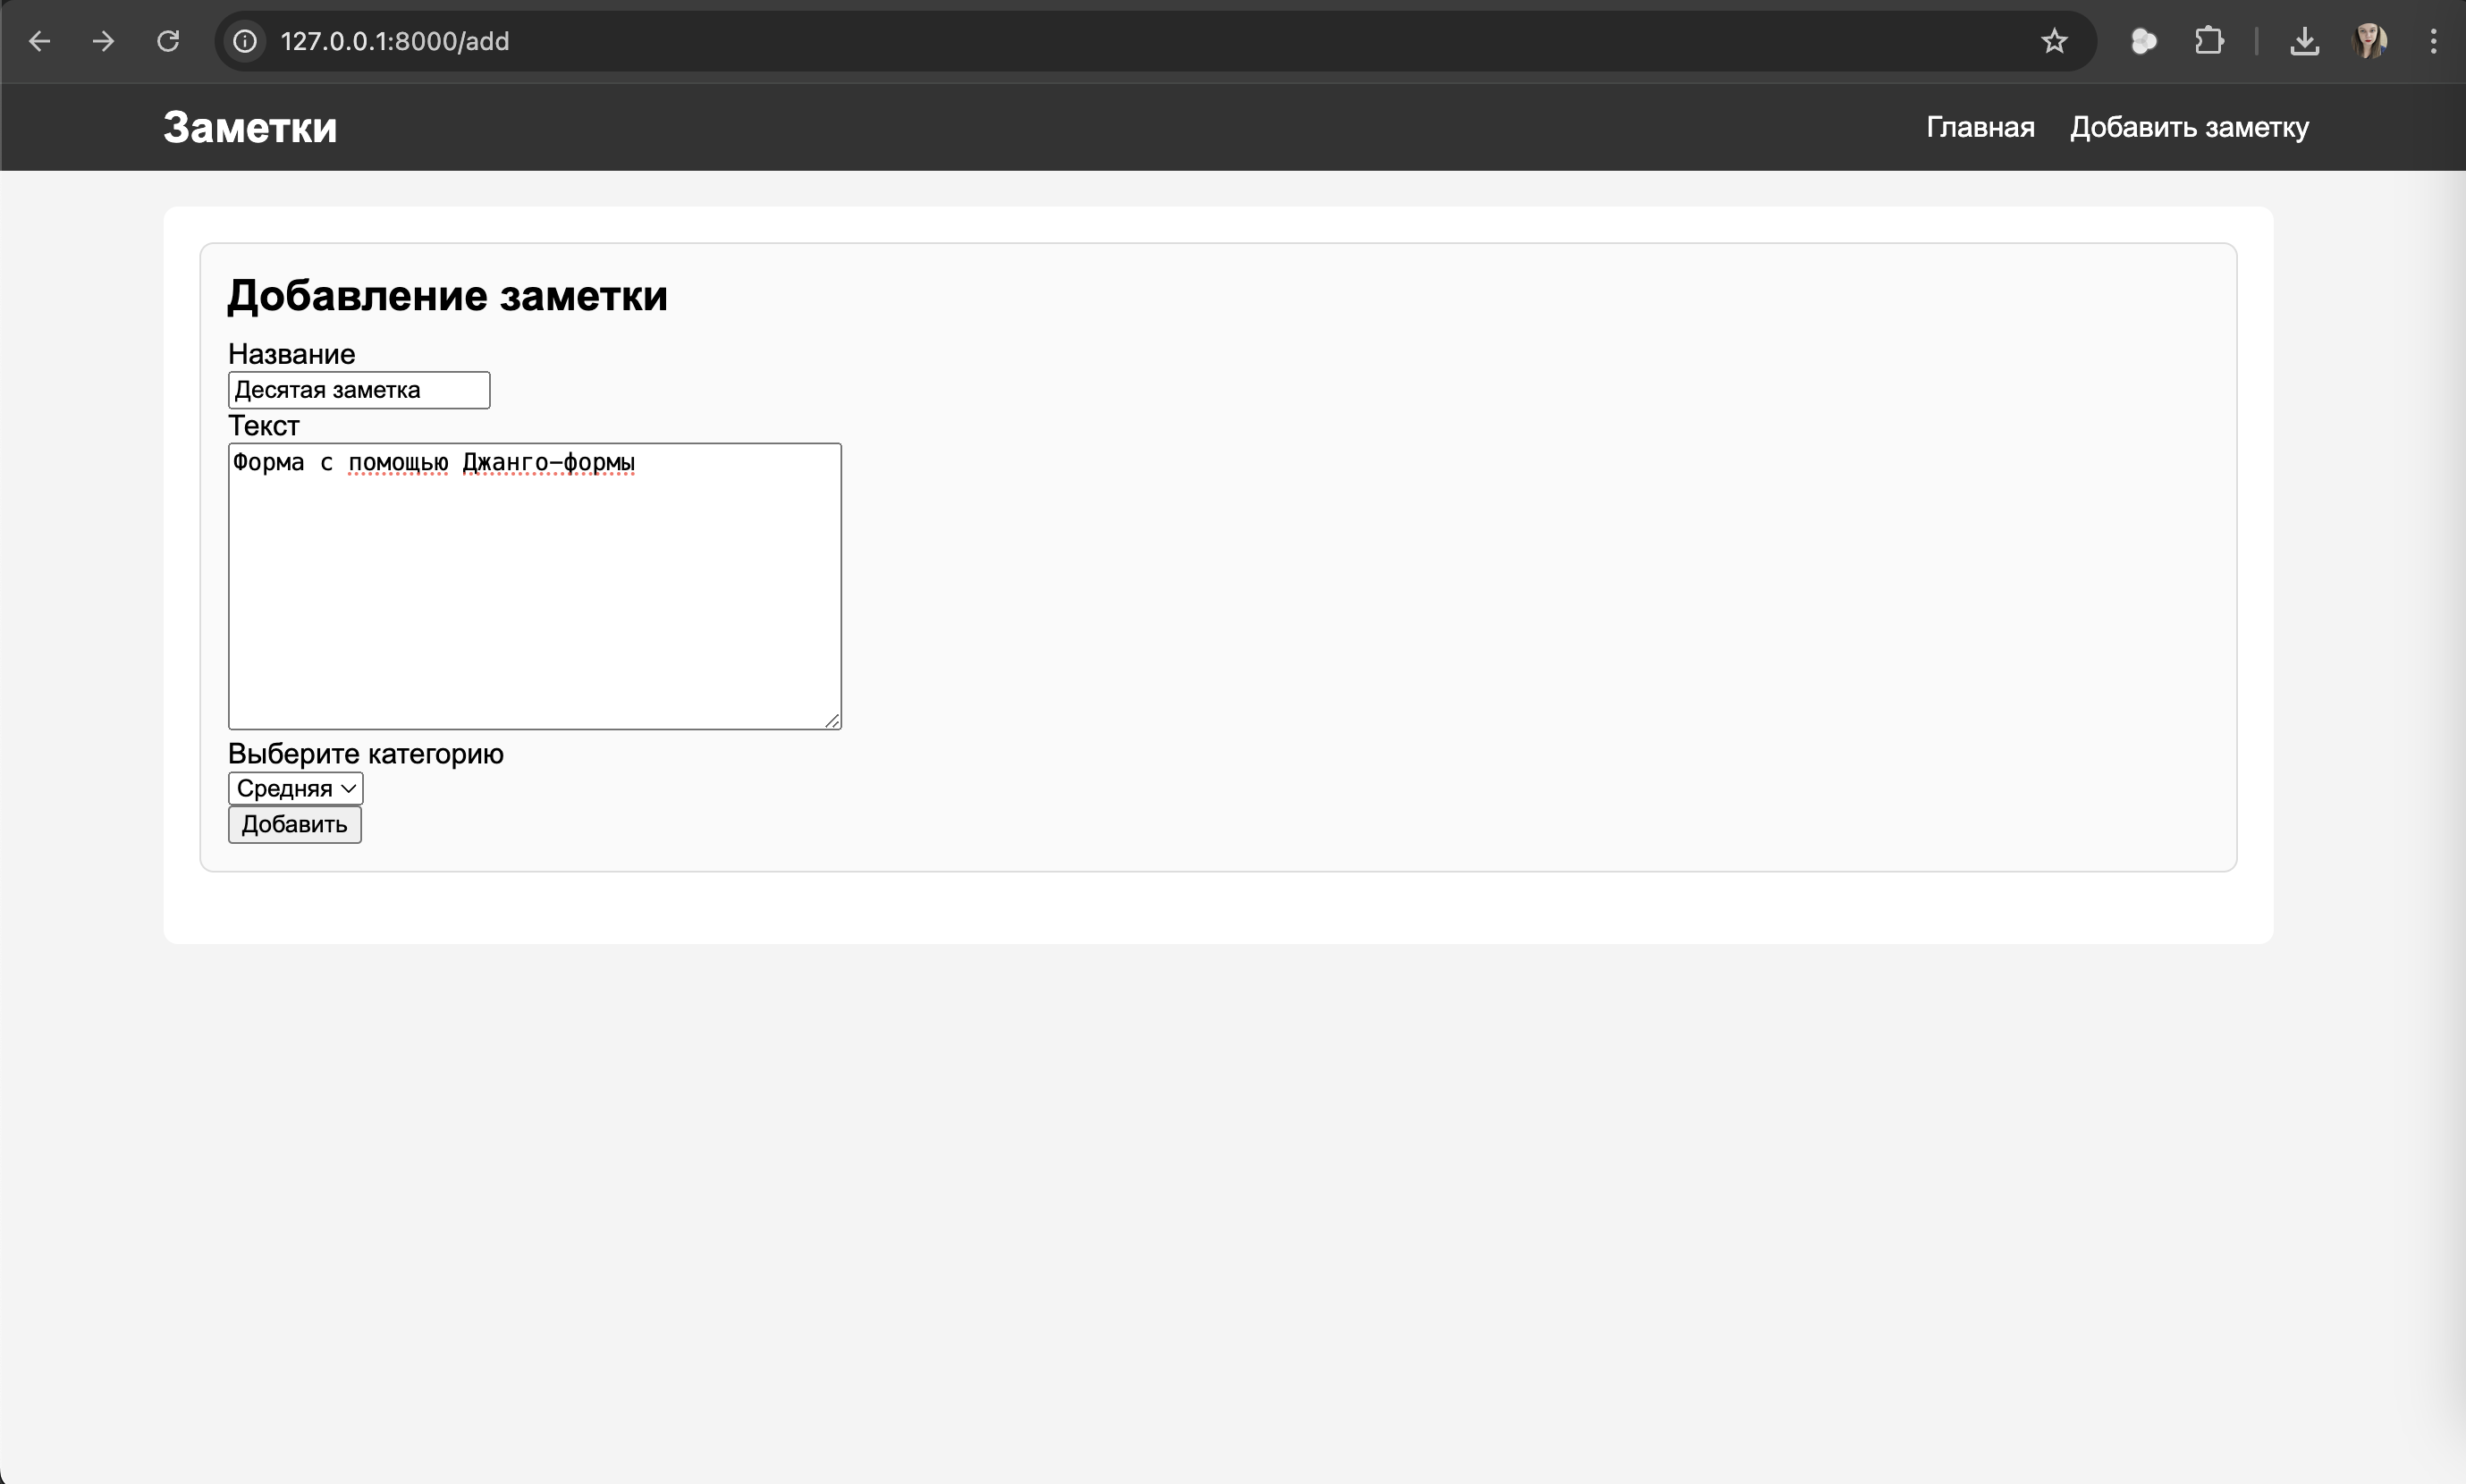 127.0.0.1:8000/add
Заметки
Главная Добавить заметку
Добавление заметки
Название
Десятая заметка
Текст
Форма с помощью Джанго-формы
Выберите категорию
Средняя
Добавить